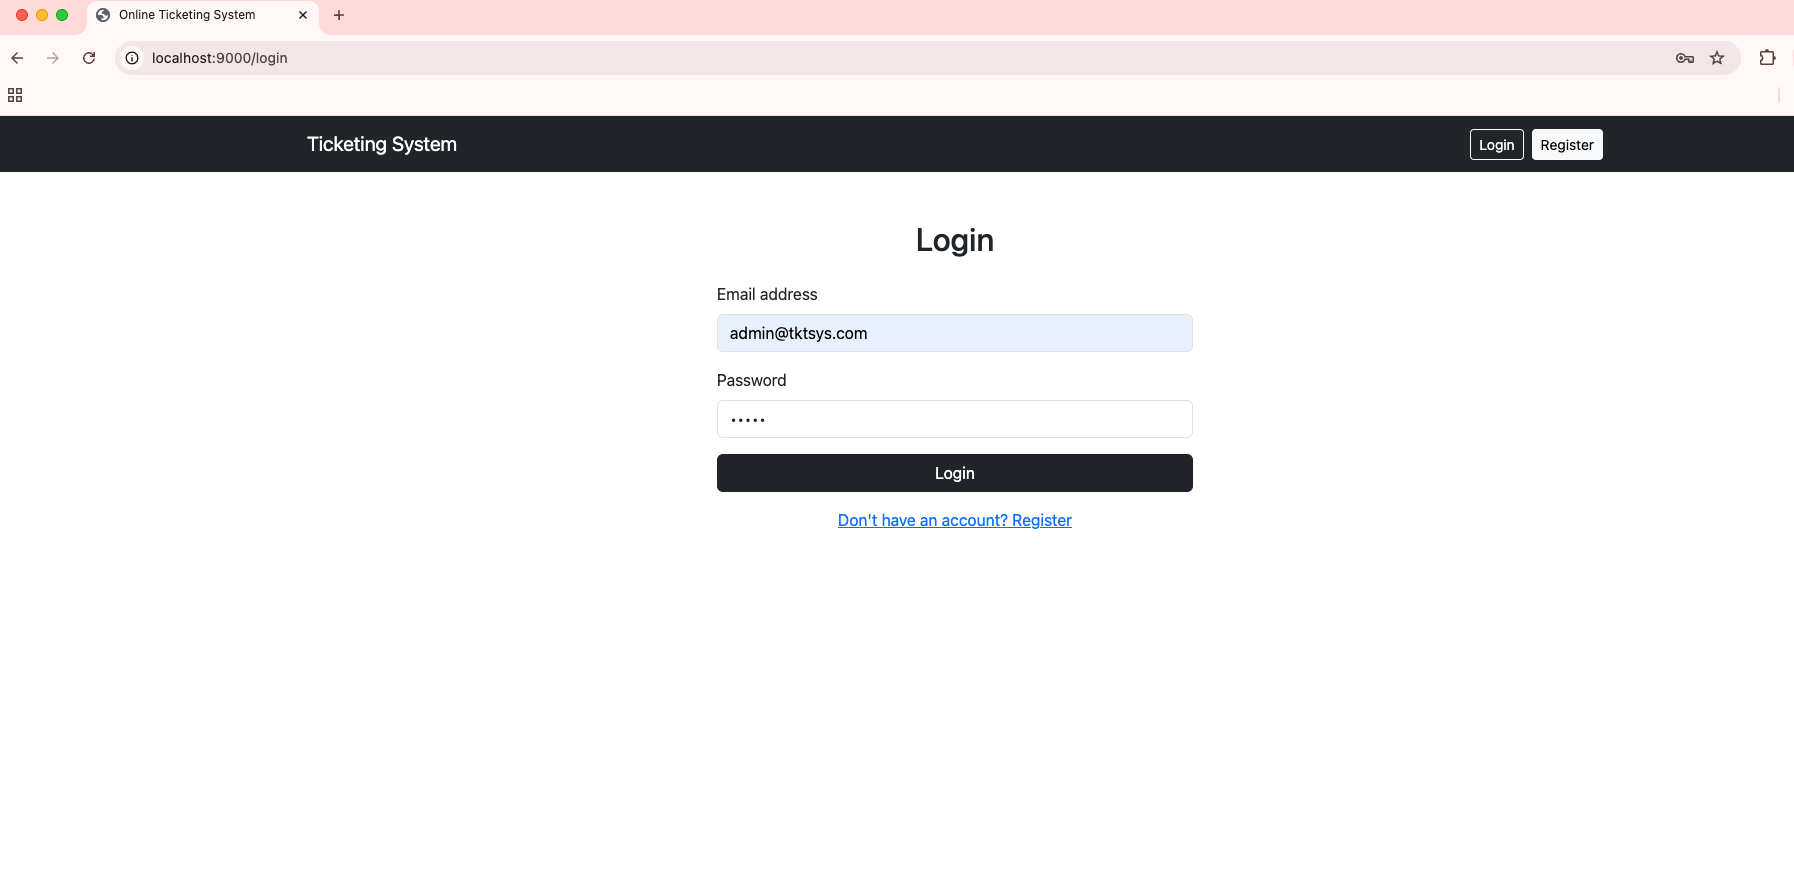 Online Ticketing System
localhost:9000/login
Ticketing System
Login
Register
Login
Email address
admin@tktsys.com
Password
•••••
Login
Don't have an account? Register